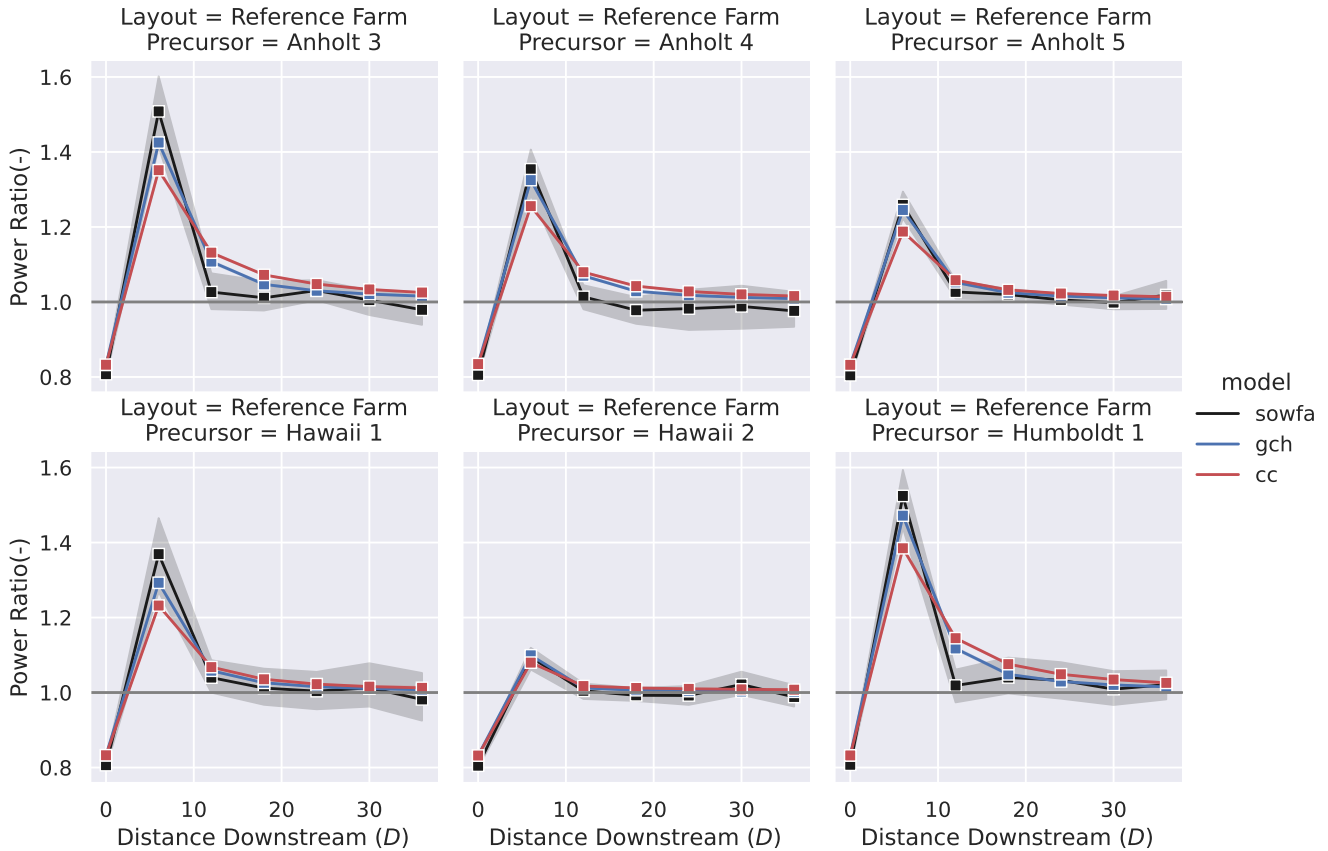 Layout = Reference Farm
Precursor = Anholt 3
Layout = Reference Farm
Precursor = Anholt 4
Layout = Reference Farm
Precursor = Anholt 5
1.6
1.4
1.2
1.0
0.8
Power Ratio(-)
Layout = Reference Farm
Precursor = Hawaii 1
Layout = Reference Farm
Precursor = Hawaii 2
Layout = Reference Farm
Precursor = Humboldt 1
model
sowfa
gch
cc
1.6
1.4
1.2
1.0
0.8
Power Ratio(-)
0 10 20 30
Distance Downstream (D)
0 10 20 30
Distance Downstream (D)
0 10 20 30
Distance Downstream (D)